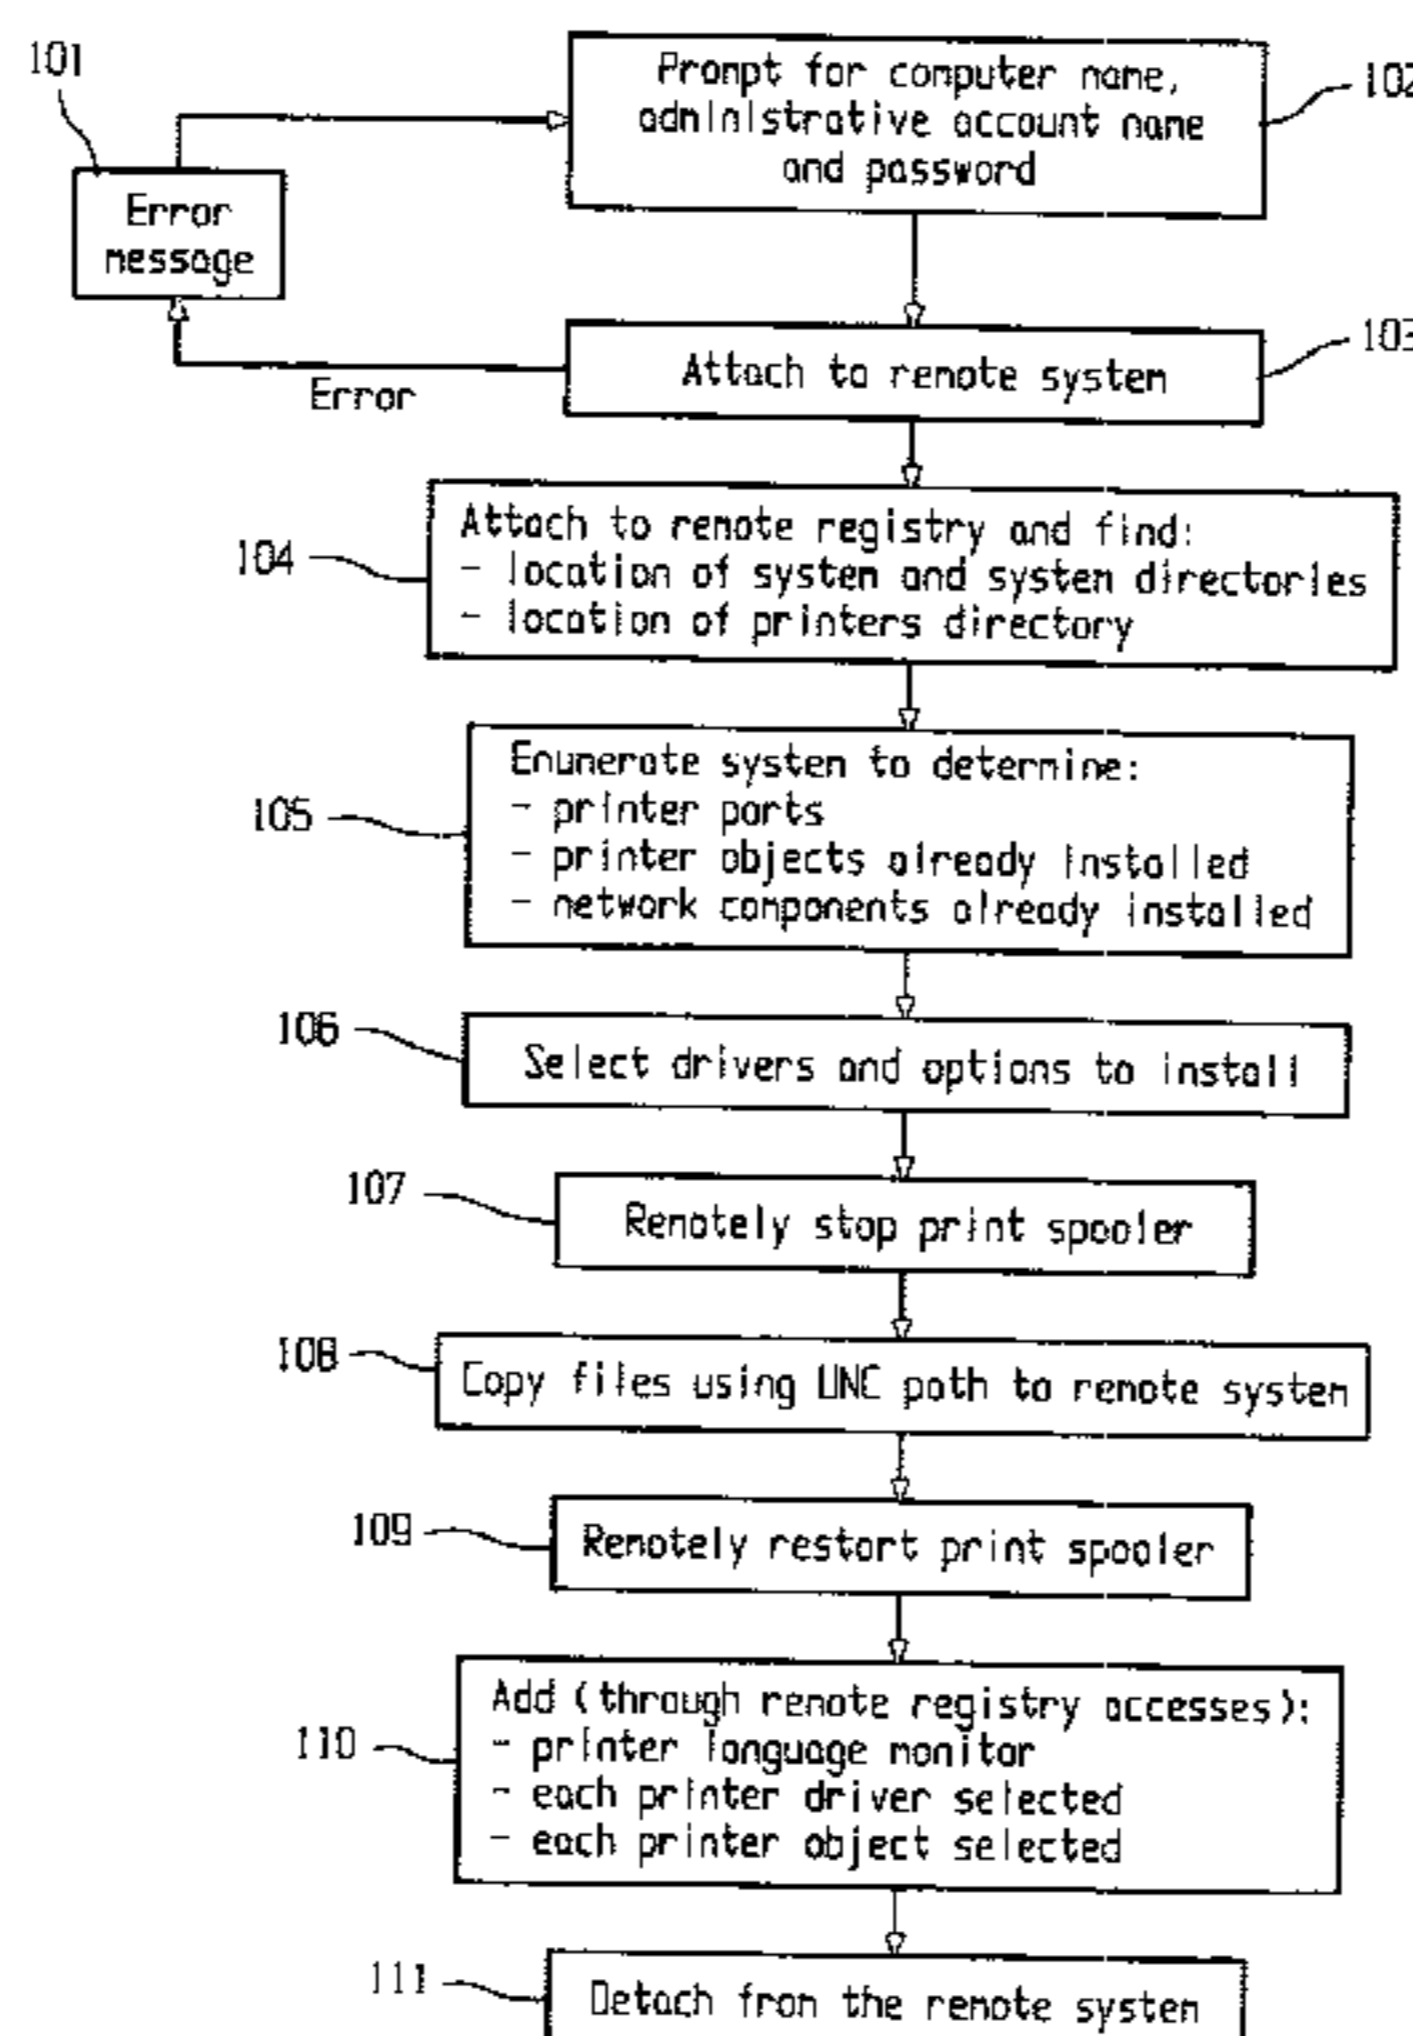 101
Prompt for computer name,
administrative account name
and password
102
Error
message
Attach to remote system
103
Error
104
Attach to remote registry and find:
- location of system and system directories
- location of printers directory
105
Enumerate system to determine:
- printer ports
- printer objects already installed
- network components already installed
106
Select drivers and options to install
107
Remotely stop print spooler
108
Copy files using UNC path to remote system
109
Remotely restart print spooler
110
Add (through remote registry accesses):
- printer language monitor
- each printer driver selected
- each printer object selected
111
Detach from the remote system